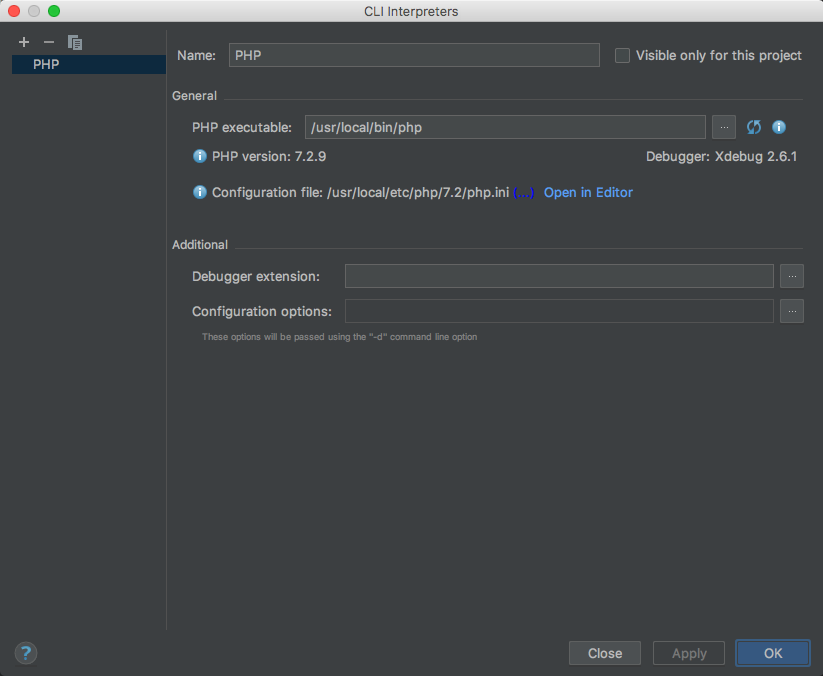 CLI Interpreters
PHP
Name: PHP Visible only for this project
General
PHP executable: /usr/local/bin/php ...
PHP version: 7.2.9 Debugger: Xdebug 2.6.1
Configuration file: /usr/local/etc/php/7.2/php.ini (...) Open in Editor
Additional
Debugger extension: ...
Configuration options: ...
These options will be passed using the "-d" command line option
? Close Apply OK